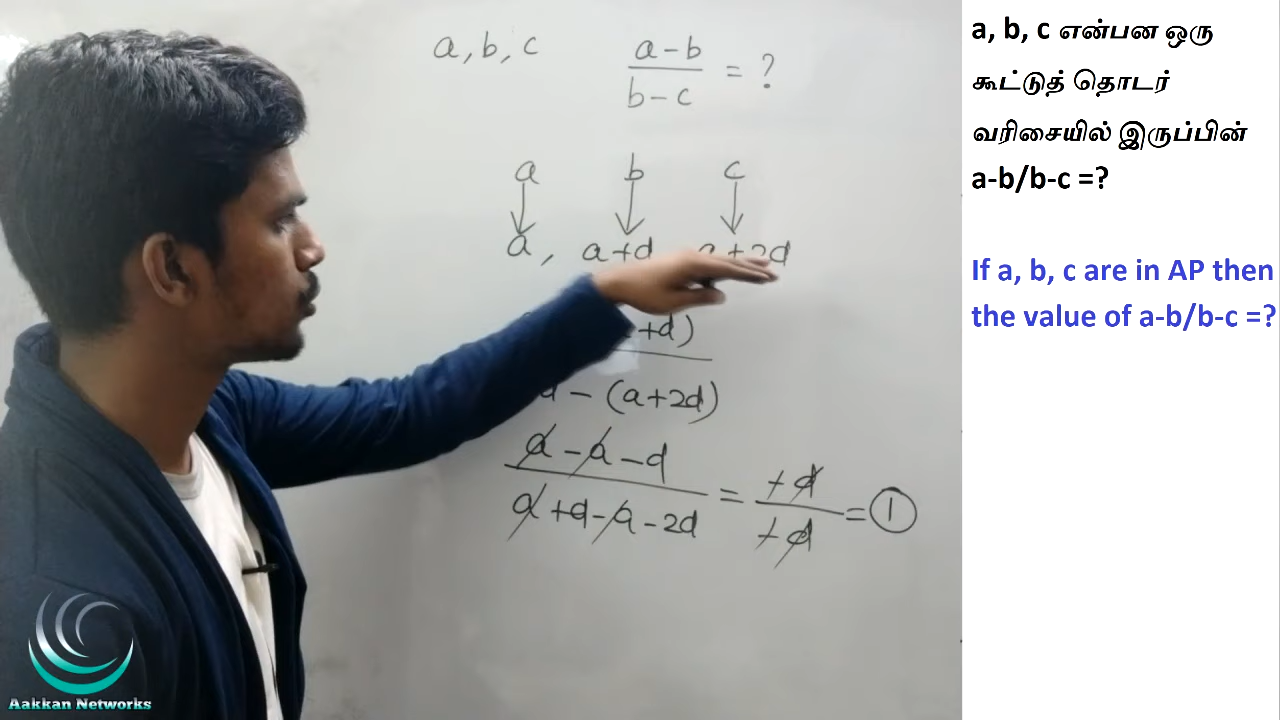 a, b, c
a-b
b-c
= ?
a b c
a, a+d a+2d
+d)
d - (a+2d)
a - a - d
a + d - a - 2d
= -d
-d
= 1
a, b, c என்பன ஒரு
கூட்டுத் தொடர்
வரிசையில் இருப்பின்
a-b/b-c =?
If a, b, c are in AP then
the value of a-b/b-c =?
Aakkan Networks